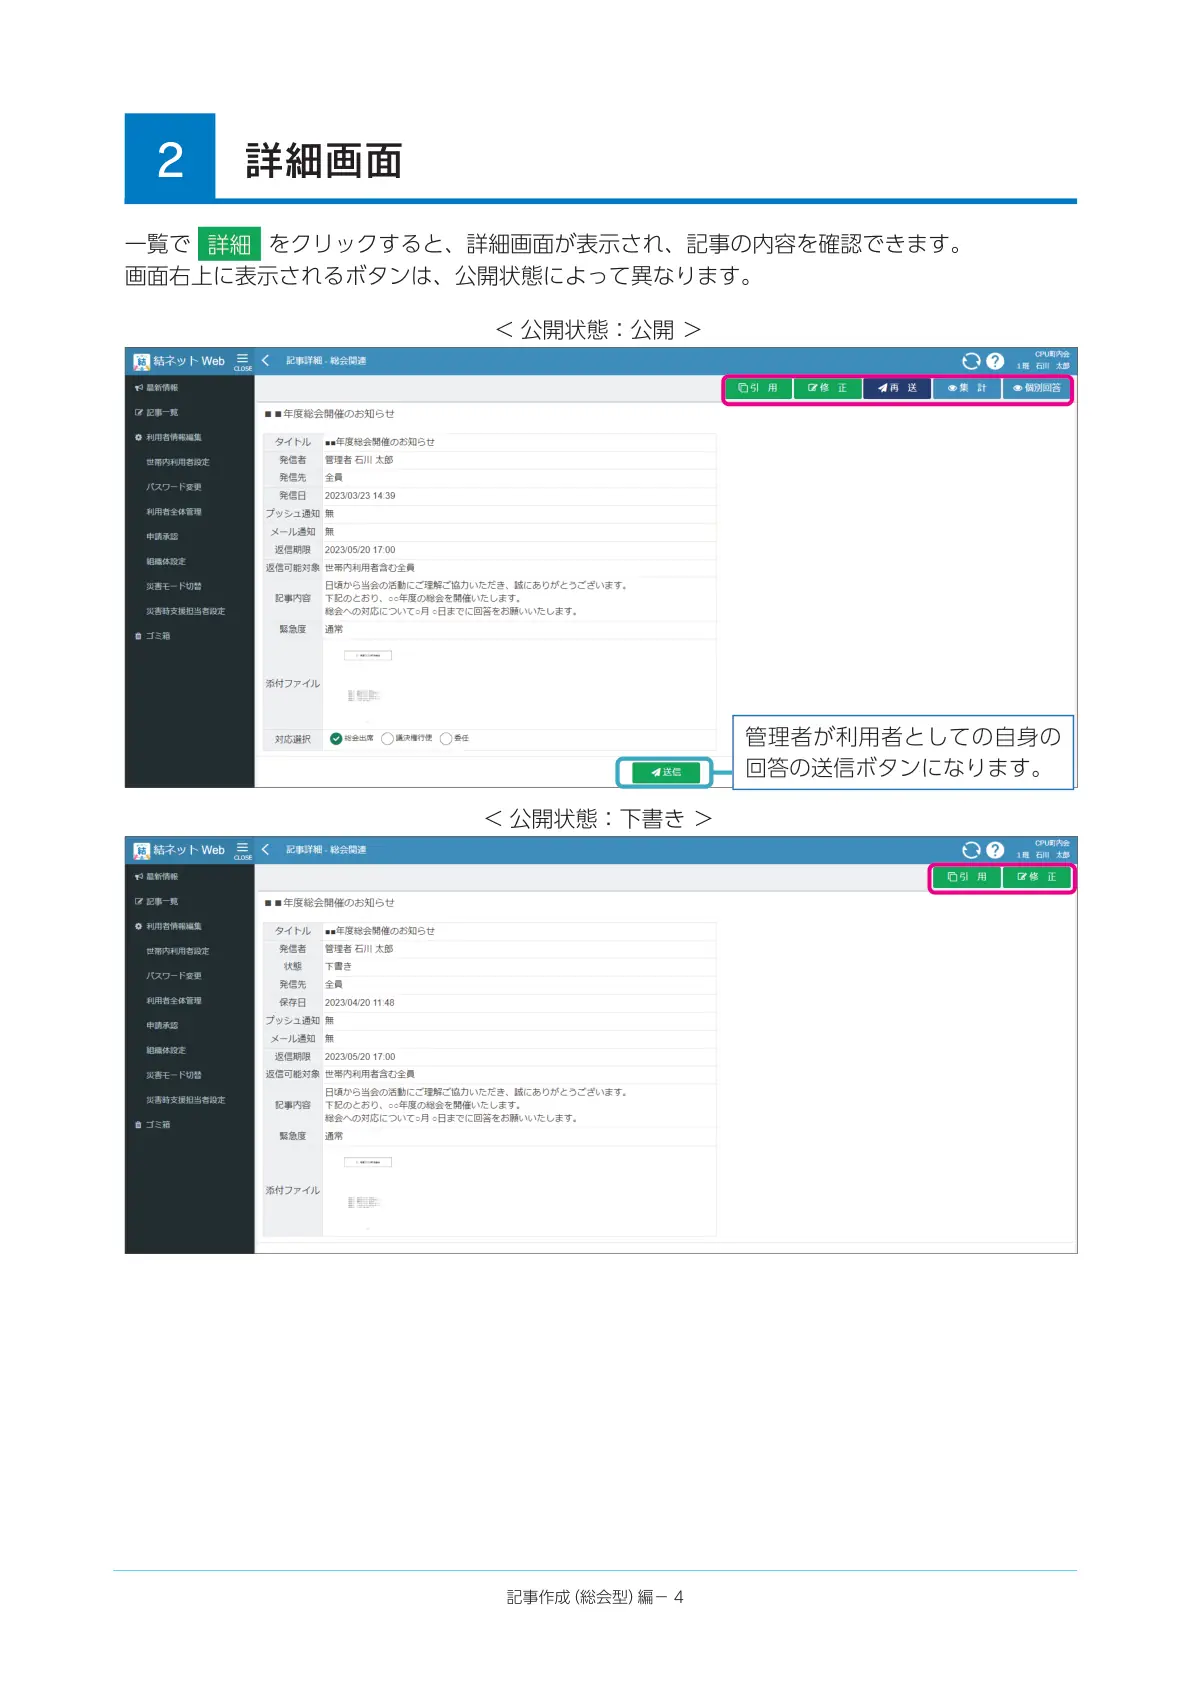 2 詳細画面
一覧で 詳細 をクリックすると、詳細画面が表示され、記事の内容を確認できます。
画面右上に表示されるボタンは、公開状態によって異なります。
＜ 公開状態：公開 ＞
結ネット Web CLOSE 記事詳細 - 総会関連 CPU町内会
1班 石川 太郎
最新情報
記事一覧
利用者情報編集
世帯内利用者設定
パスワード変更
利用者全体管理
申請承認
組織体設定
災害モード切替
災害時支援担当者設定
ゴミ箱
引 用 修 正 再 送 集 計 個別回答
■ ■ 年度総会開催のお知らせ
タイトル ■■年度総会開催のお知らせ
発信者 管理者 石川 太郎
発信先 全員
発信日 2023/03/23 14:39
プッシュ通知 無
メール通知 無
返信期限 2023/05/20 17:00
返信可能対象 世帯内利用者含む全員
記事内容 日頃から当会の活動にご理解ご協力いただき、誠にありがとうございます。
下記のとおり、○○年度の総会を開催いたします。
総会への対応について○月 ○日までに回答をお願いいたします。
緊急度 通常
添付ファイル
対応選択 総会出席 議決権行使 委任
送信
管理者が利用者としての自身の
回答の送信ボタンになります。
＜ 公開状態：下書き ＞
結ネット Web CLOSE 記事詳細 - 総会関連 CPU町内会
1班 石川 太郎
最新情報
記事一覧
利用者情報編集
世帯内利用者設定
パスワード変更
利用者全体管理
申請承認
組織体設定
災害モード切替
災害時支援担当者設定
ゴミ箱
引 用 修 正
■ ■ 年度総会開催のお知らせ
タイトル ■■年度総会開催のお知らせ
発信者 管理者 石川 太郎
状態 下書き
発信先 全員
保存日 2023/04/20 11:48
プッシュ通知 無
メール通知 無
返信期限 2023/05/20 17:00
返信可能対象 世帯内利用者含む全員
記事内容 日頃から当会の活動にご理解ご協力いただき、誠にありがとうございます。
下記のとおり、○○年度の総会を開催いたします。
総会への対応について○月 ○日までに回答をお願いいたします。
緊急度 通常
添付ファイル
記事作成 (総会型) 編－ 4